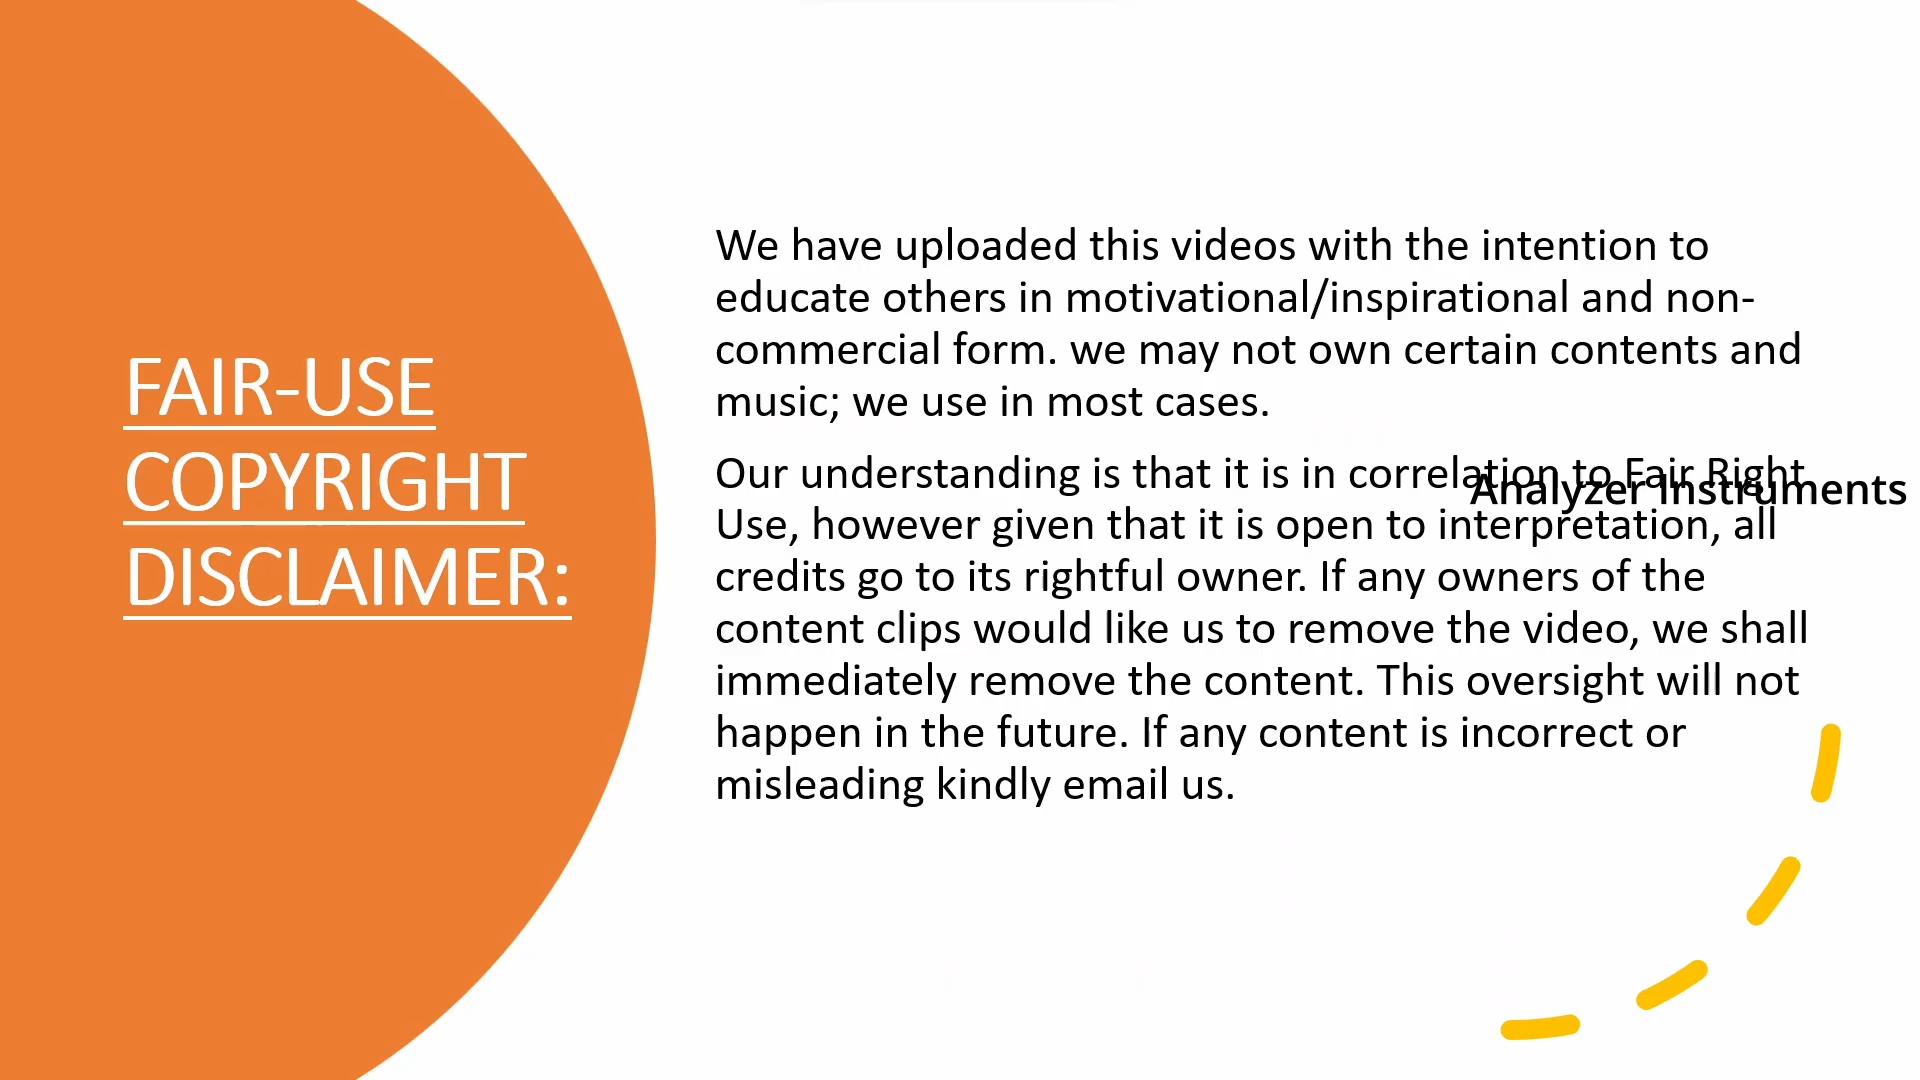 FAIR-USE
COPYRIGHT
DISCLAIMER:
We have uploaded this videos with the intention to
educate others in motivational/inspirational and non-
commercial form. we may not own certain contents and
music; we use in most cases.
Our understanding is that it is in correlation to Fair Right
Use, however given that it is open to interpretation, all
credits go to its rightful owner. If any owners of the
content clips would like us to remove the video, we shall
immediately remove the content. This oversight will not
happen in the future. If any content is incorrect or
misleading kindly email us.
Analyzer Instruments